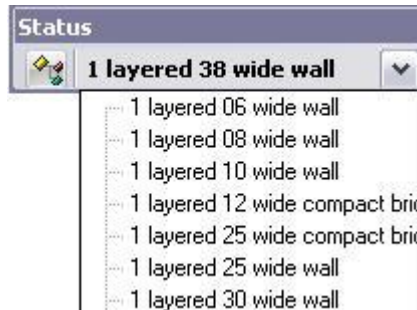 Status
1 layered 38 wide wall
1 layered 06 wide wall
1 layered 08 wide wall
1 layered 10 wide wall
1 layered 12 wide compact
1 layered 25 wide compact
1 layered 25 wide wall
1 layered 30 wide wall